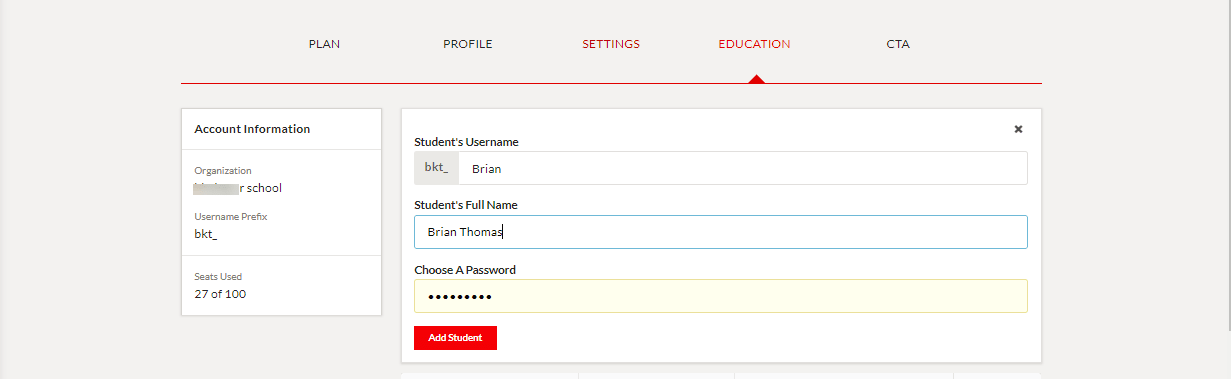 PLAN PROFILE SETTINGS EDUCATION CTA
Account Information
Organization
r school
Username Prefix
bkt_
Seats Used
27 of 100
Student's Username
bkt_ Brian
Student's Full Name
Brian Thomas
Choose A Password
•••••••••
Add Student